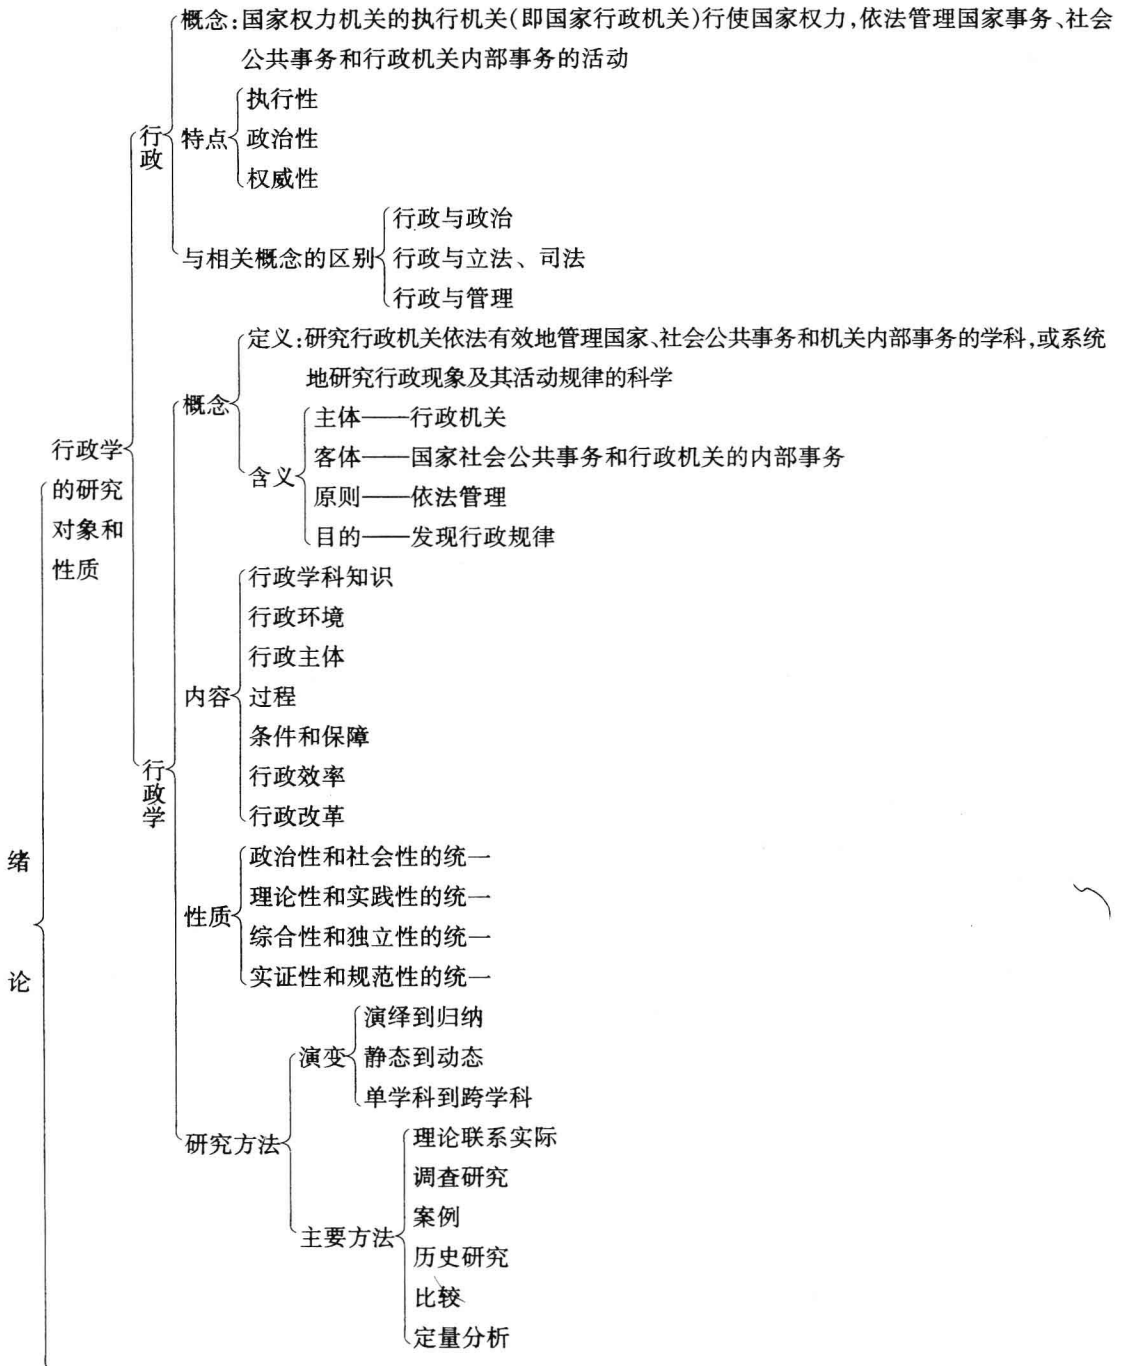 概念:国家权力机关的执行机关(即国家行政机关)行使国家权力,依法管理国家事务、社会
公共事务和行政机关内部事务的活动
行政
特点
执行性
政治性
权威性
与相关概念的区别
行政与政治
行政与立法、司法
行政与管理
行政学
的研究
对象和
性质
定义:研究行政机关依法有效地管理国家、社会公共事务和机关内部事务的学科,或系统
地研究行政现象及其活动规律的科学
概念
含义
主体——行政机关
客体——国家社会公共事务和行政机关的内部事务
原则——依法管理
目的——发现行政规律
行政学
内容
行政学科知识
行政环境
行政主体
过程
条件和保障
行政效率
行政改革
绪
论
性质
政治性和社会性的统一
理论性和实践性的统一
综合性和独立性的统一
实证性和规范性的统一
研究方法
演变
演绎到归纳
静态到动态
单学科到跨学科
主要方法
理论联系实际
调查研究
案例
历史研究
比较
定量分析